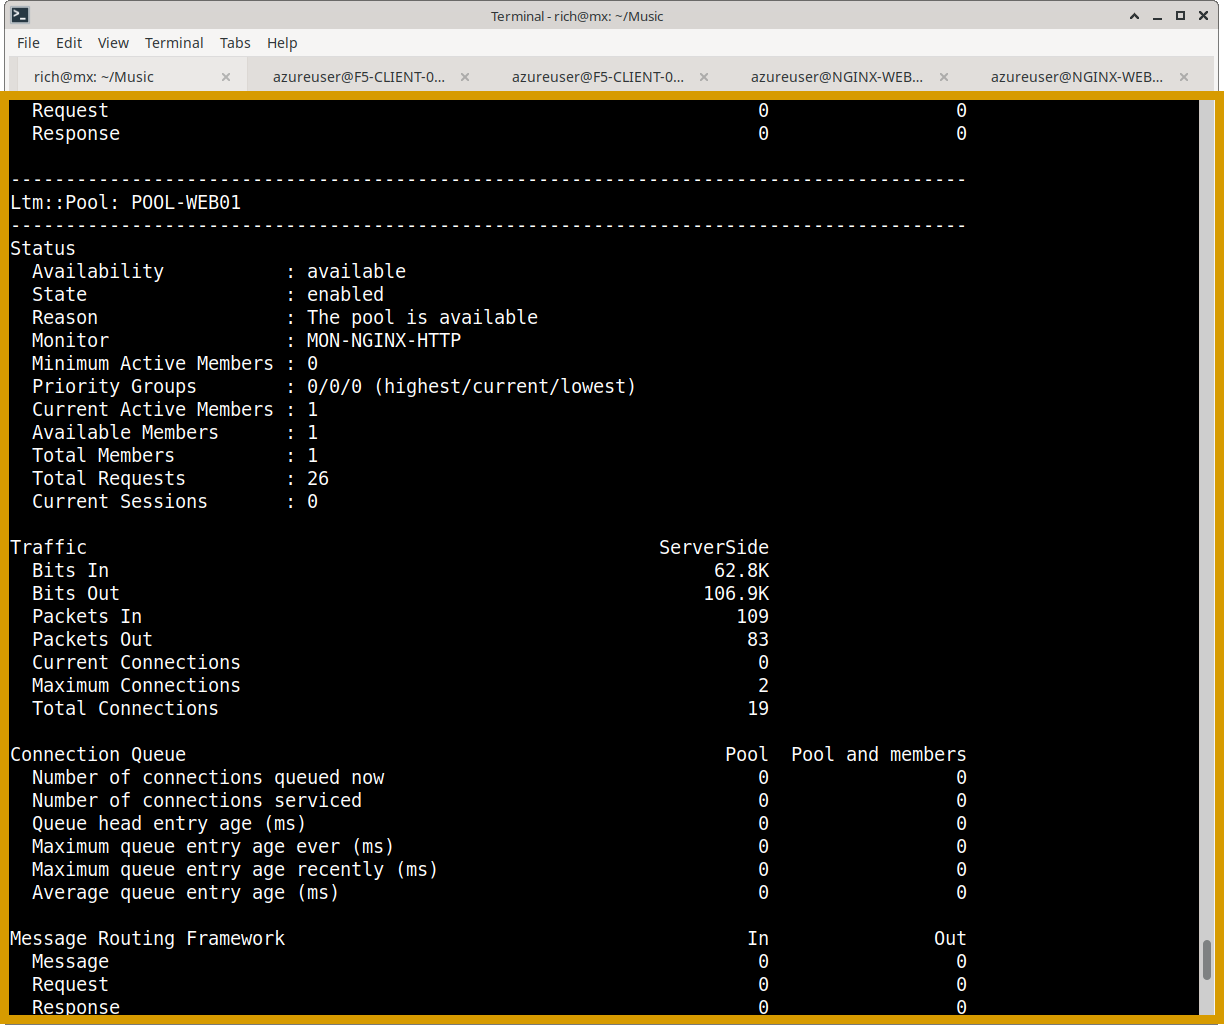 Terminal - rich@mx: ~/Music
File Edit View Terminal Tabs Help
rich@mx: ~/Music azureuser@F5-CLIENT-0... azureuser@F5-CLIENT-0... azureuser@NGINX-WEB... azureuser@NGINX-WEB...
Request 0 0
Response 0 0
---------------------------------------------------------------------------------------
Ltm::Pool: POOL-WEB01
---------------------------------------------------------------------------------------
Status
Availability : available
State : enabled
Reason : The pool is available
Monitor : MON-NGINX-HTTP
Minimum Active Members : 0
Priority Groups : 0/0/0 (highest/current/lowest)
Current Active Members : 1
Available Members : 1
Total Members : 1
Total Requests : 26
Current Sessions : 0
Traffic ServerSide
Bits In 62.8K
Bits Out 106.9K
Packets In 109
Packets Out 83
Current Connections 0
Maximum Connections 2
Total Connections 19
Connection Queue Pool Pool and members
Number of connections queued now 0 0
Number of connections serviced 0 0
Queue head entry age (ms) 0 0
Maximum queue entry age ever (ms) 0 0
Maximum queue entry age recently (ms) 0 0
Average queue entry age (ms) 0 0
Message Routing Framework In Out
Message 0 0
Request 0 0
Response 0 0